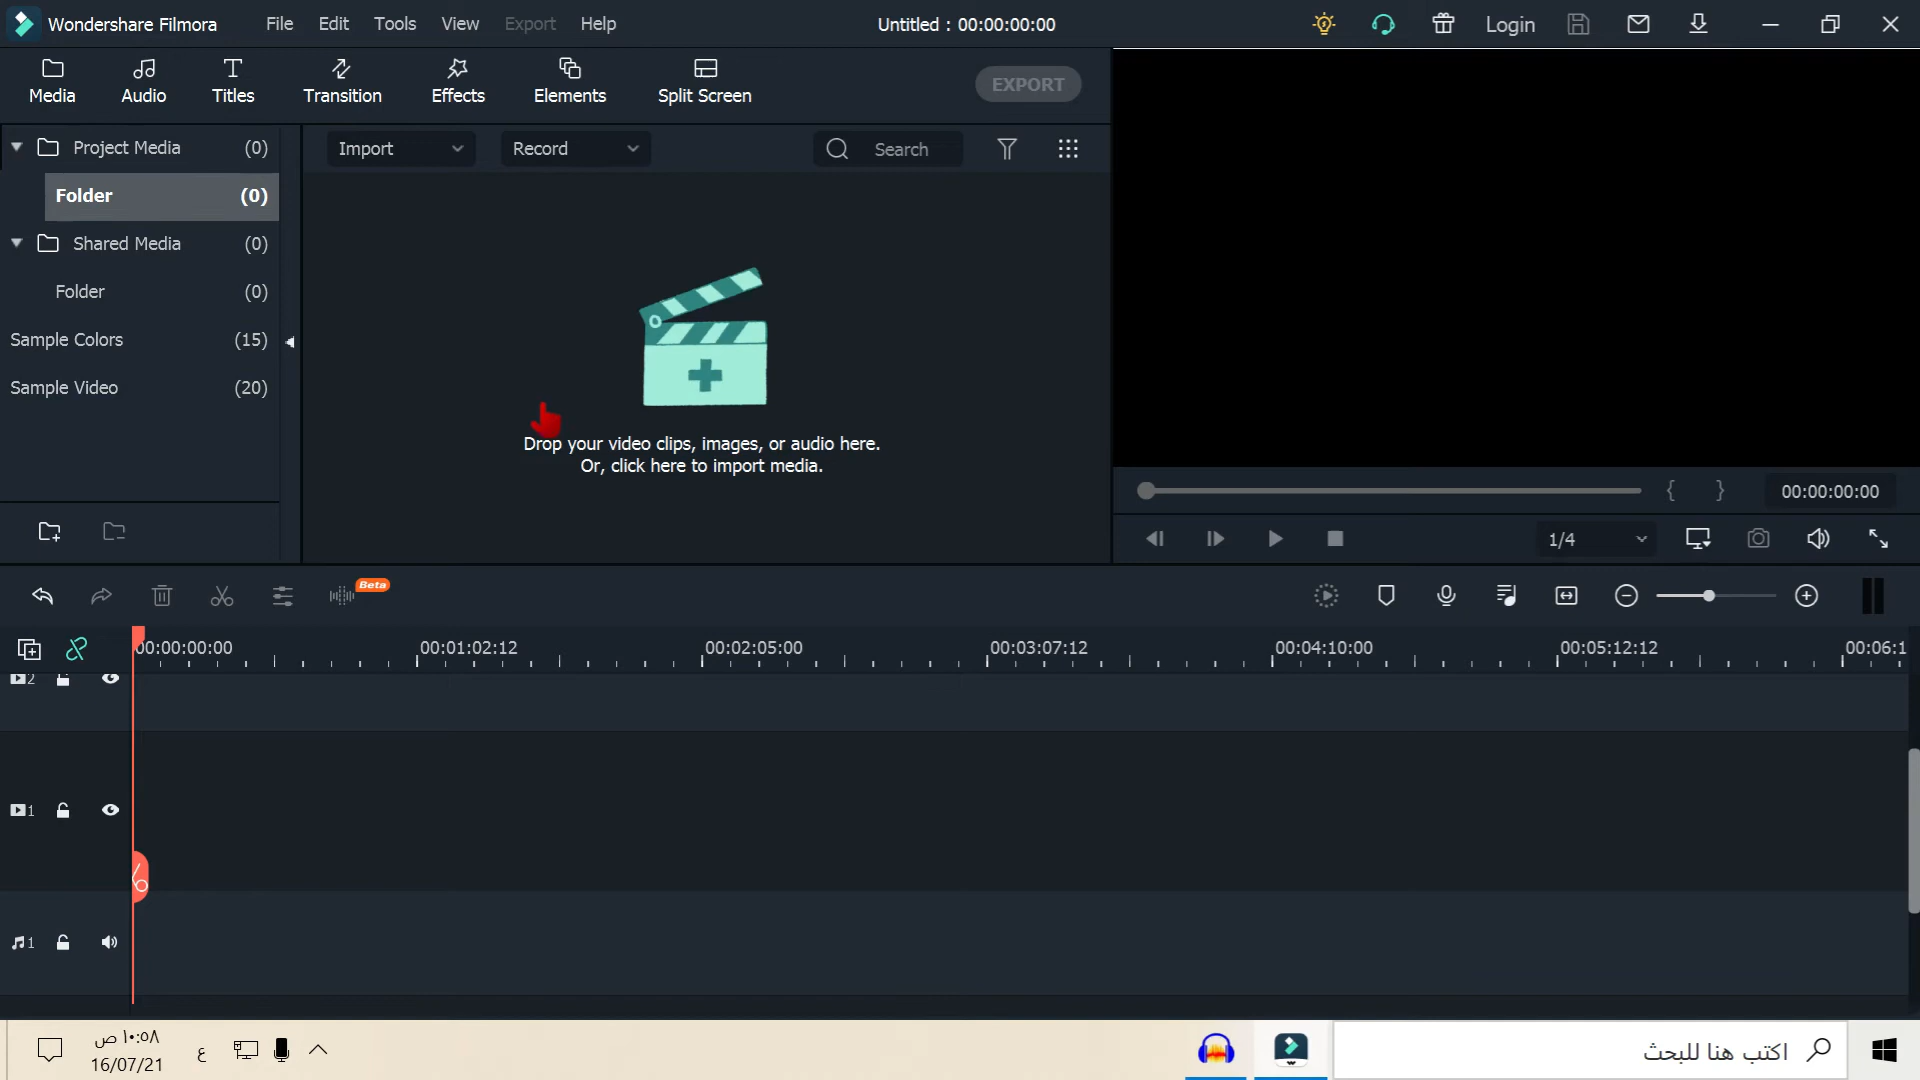 Wondershare Filmora File Edit Tools View Export Help Untitled : 00:00:00:00 Login
Media Audio Titles Transition Effects Elements Split Screen EXPORT
Project Media (0)
Import Record Search
Folder (0)
Shared Media (0)
Folder (0)
Sample Colors (15)
Sample Video (20)
Drop your video clips, images, or audio here.
Or, click here to import media.
{ } 00:00:00:00
1/4
Beta
00:00:00:00 00:01:02:12 00:02:05:00 00:03:07:12 00:04:10:00 00:05:12:12 00:06:1
2
1
1
١٠:٥٨ ص
16/07/21
ع
اكتب هنا للبحث